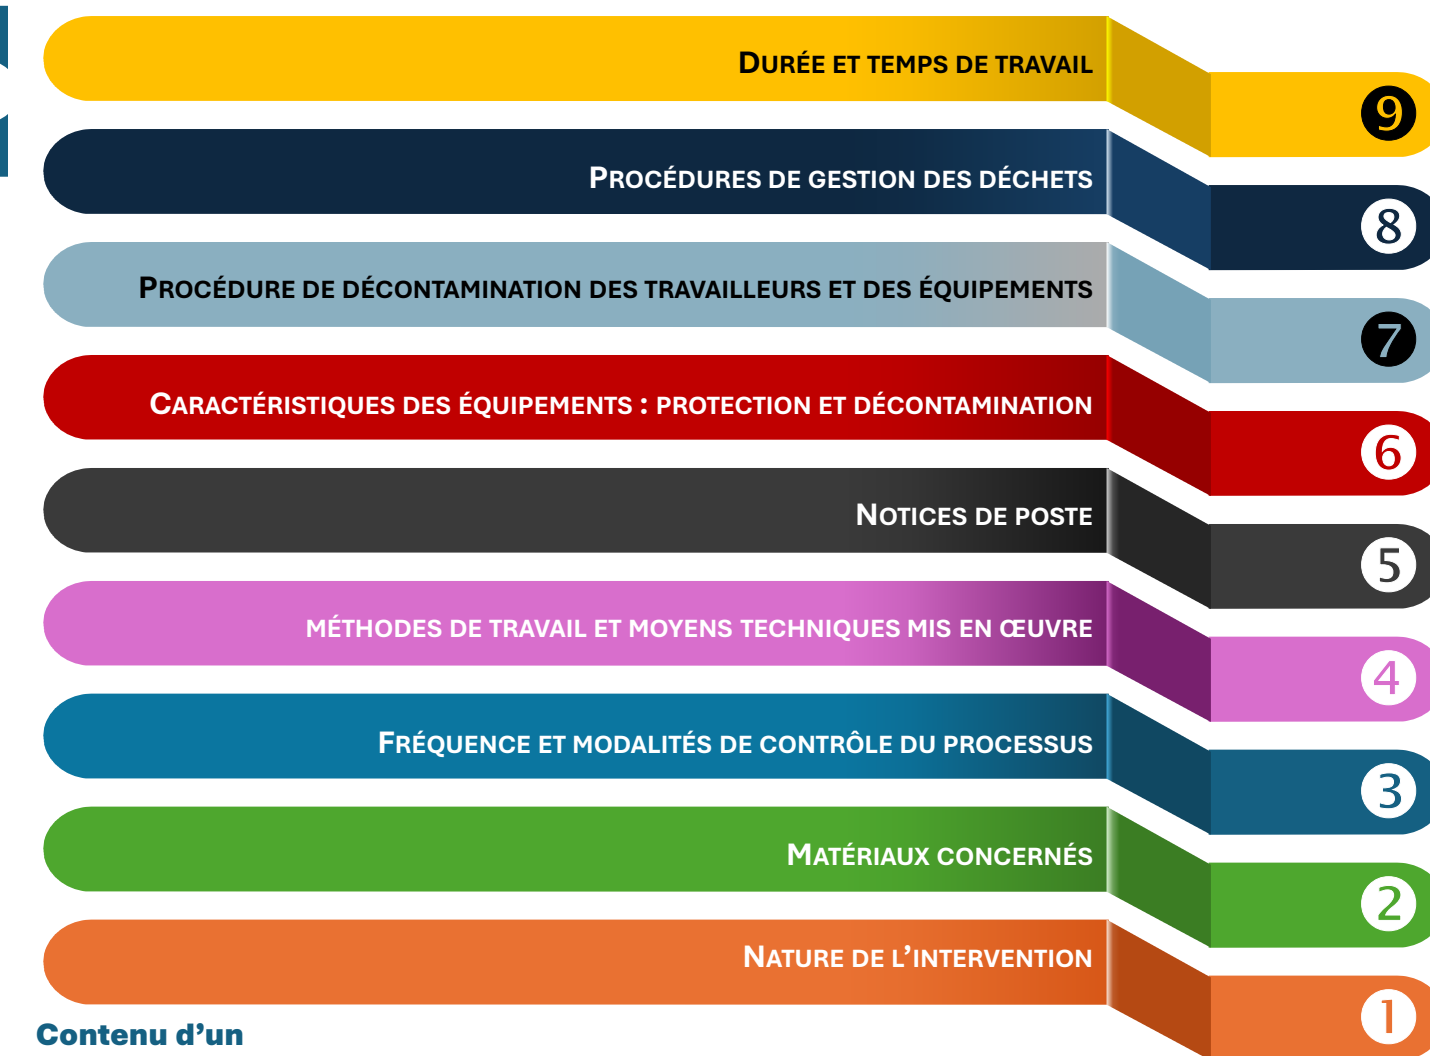 DURÉE ET TEMPS DE TRAVAIL
9
PROCÉDURES DE GESTION DES DÉCHETS
8
PROCÉDURE DE DÉCONTAMINATION DES TRAVAILLEURS ET DES ÉQUIPEMENTS
7
CARACTÉRISTIQUES DES ÉQUIPEMENTS : PROTECTION ET DÉCONTAMINATION
6
NOTICES DE POSTE
5
MÉTHODES DE TRAVAIL ET MOYENS TECHNIQUES MIS EN ŒUVRE
4
FRÉQUENCE ET MODALITÉS DE CONTRÔLE DU PROCESSUS
3
MATÉRIAUX CONCERNÉS
2
NATURE DE L’INTERVENTION
1
Contenu d’un